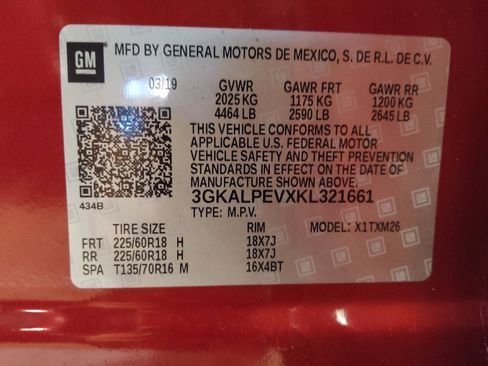 GM
MFD BY GENERAL MOTORS DE MEXICO, S. DE R.L. DE C.V.
03/19 GVWR GAWR FRT GAWR RR
2025 KG 1175 KG 1200 KG
4464 LB 2590 LB 2645 LB
THIS VEHICLE CONFORMS TO ALL
APPLICABLE U.S. FEDERAL MOTOR
VEHICLE SAFETY AND THEFT PREVENTION
STANDARDS IN EFFECT ON THE DATE OF
MANUFACTURE SHOWN ABOVE.
434B 3GKALPEVXKL321661
TYPE: M.P.V. MODEL: X1TXM26
TIRE SIZE RIM
FRT 225/60R18 H 18X7J
RR 225/60R18 H 18X7J
SPA T135/70R16 M 16X4BT